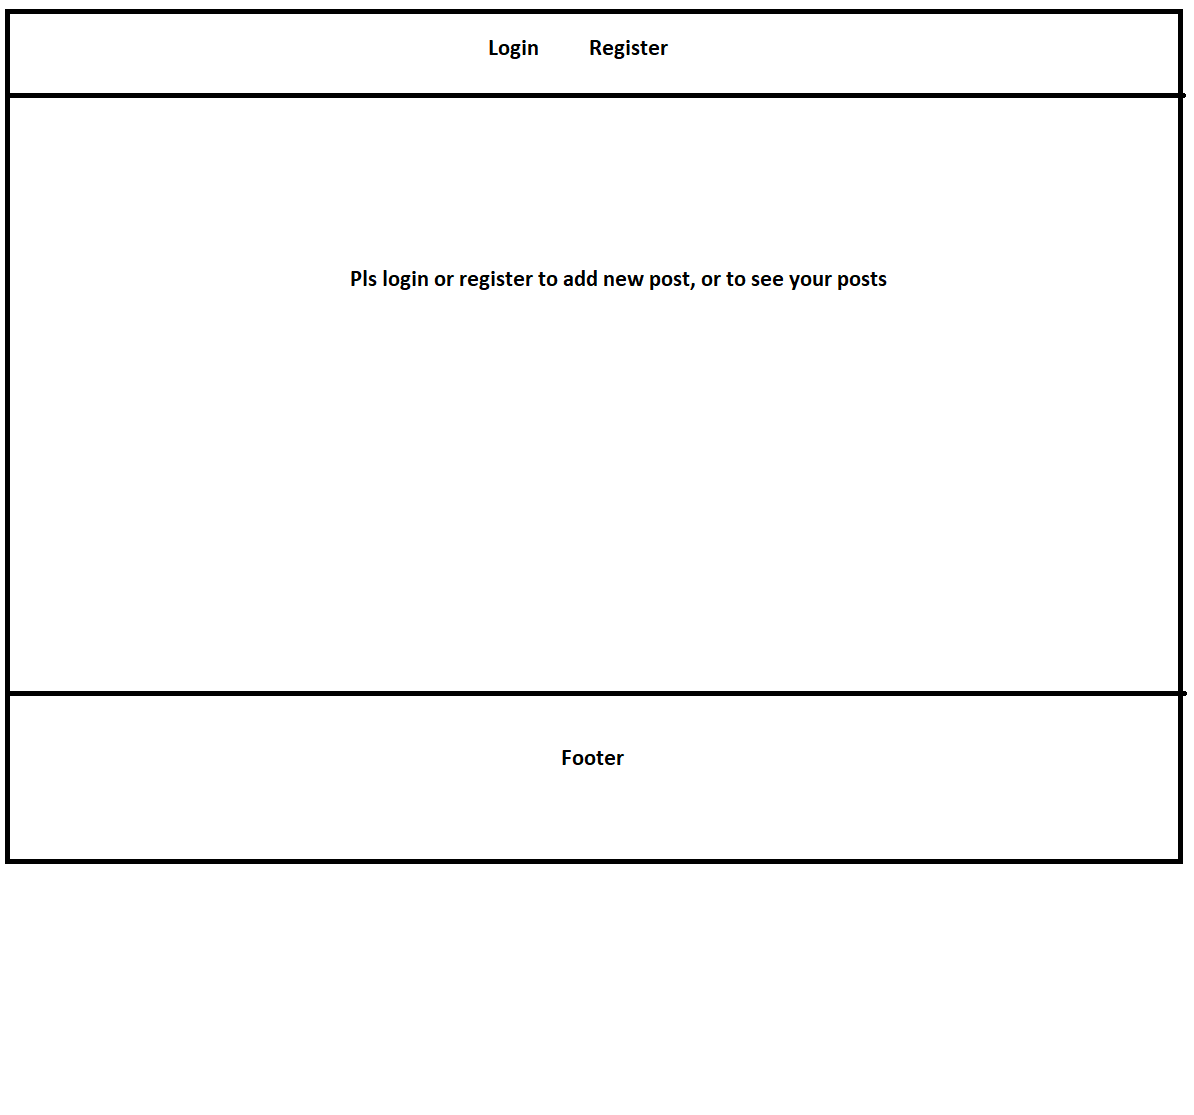 Login Register
Pls login or register to add new post, or to see your posts
Footer